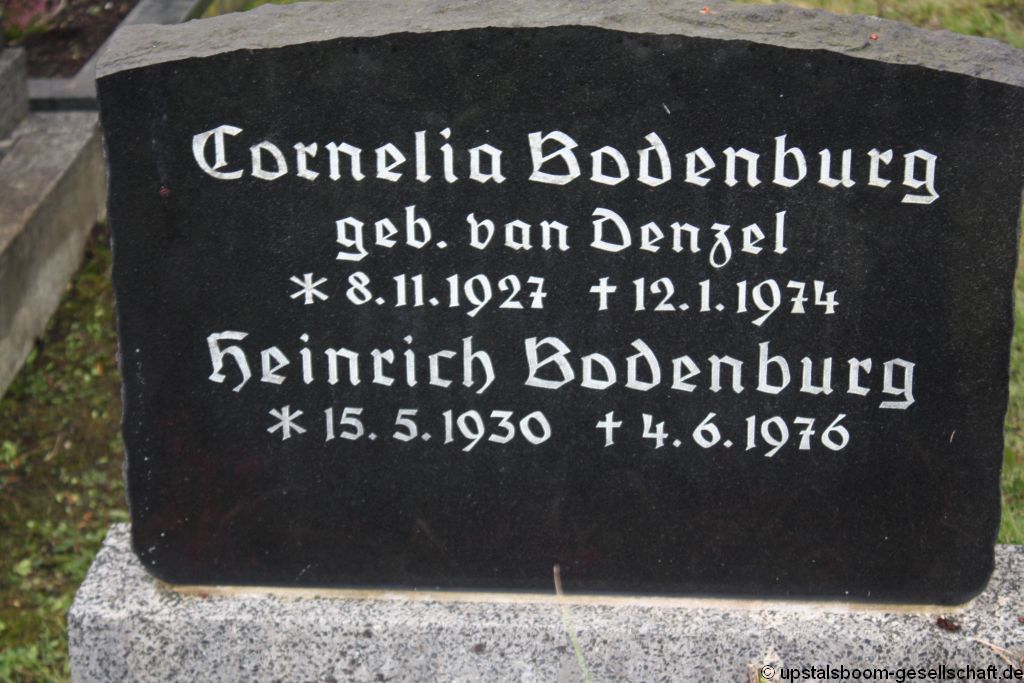 Cornelia Bodenburg
geb. van Denzel
* 8.11.1927 † 12.1.1974
Heinrich Bodenburg
* 15.5.1930 † 4.6.1976
© upstalsboom-gesellschaft.de